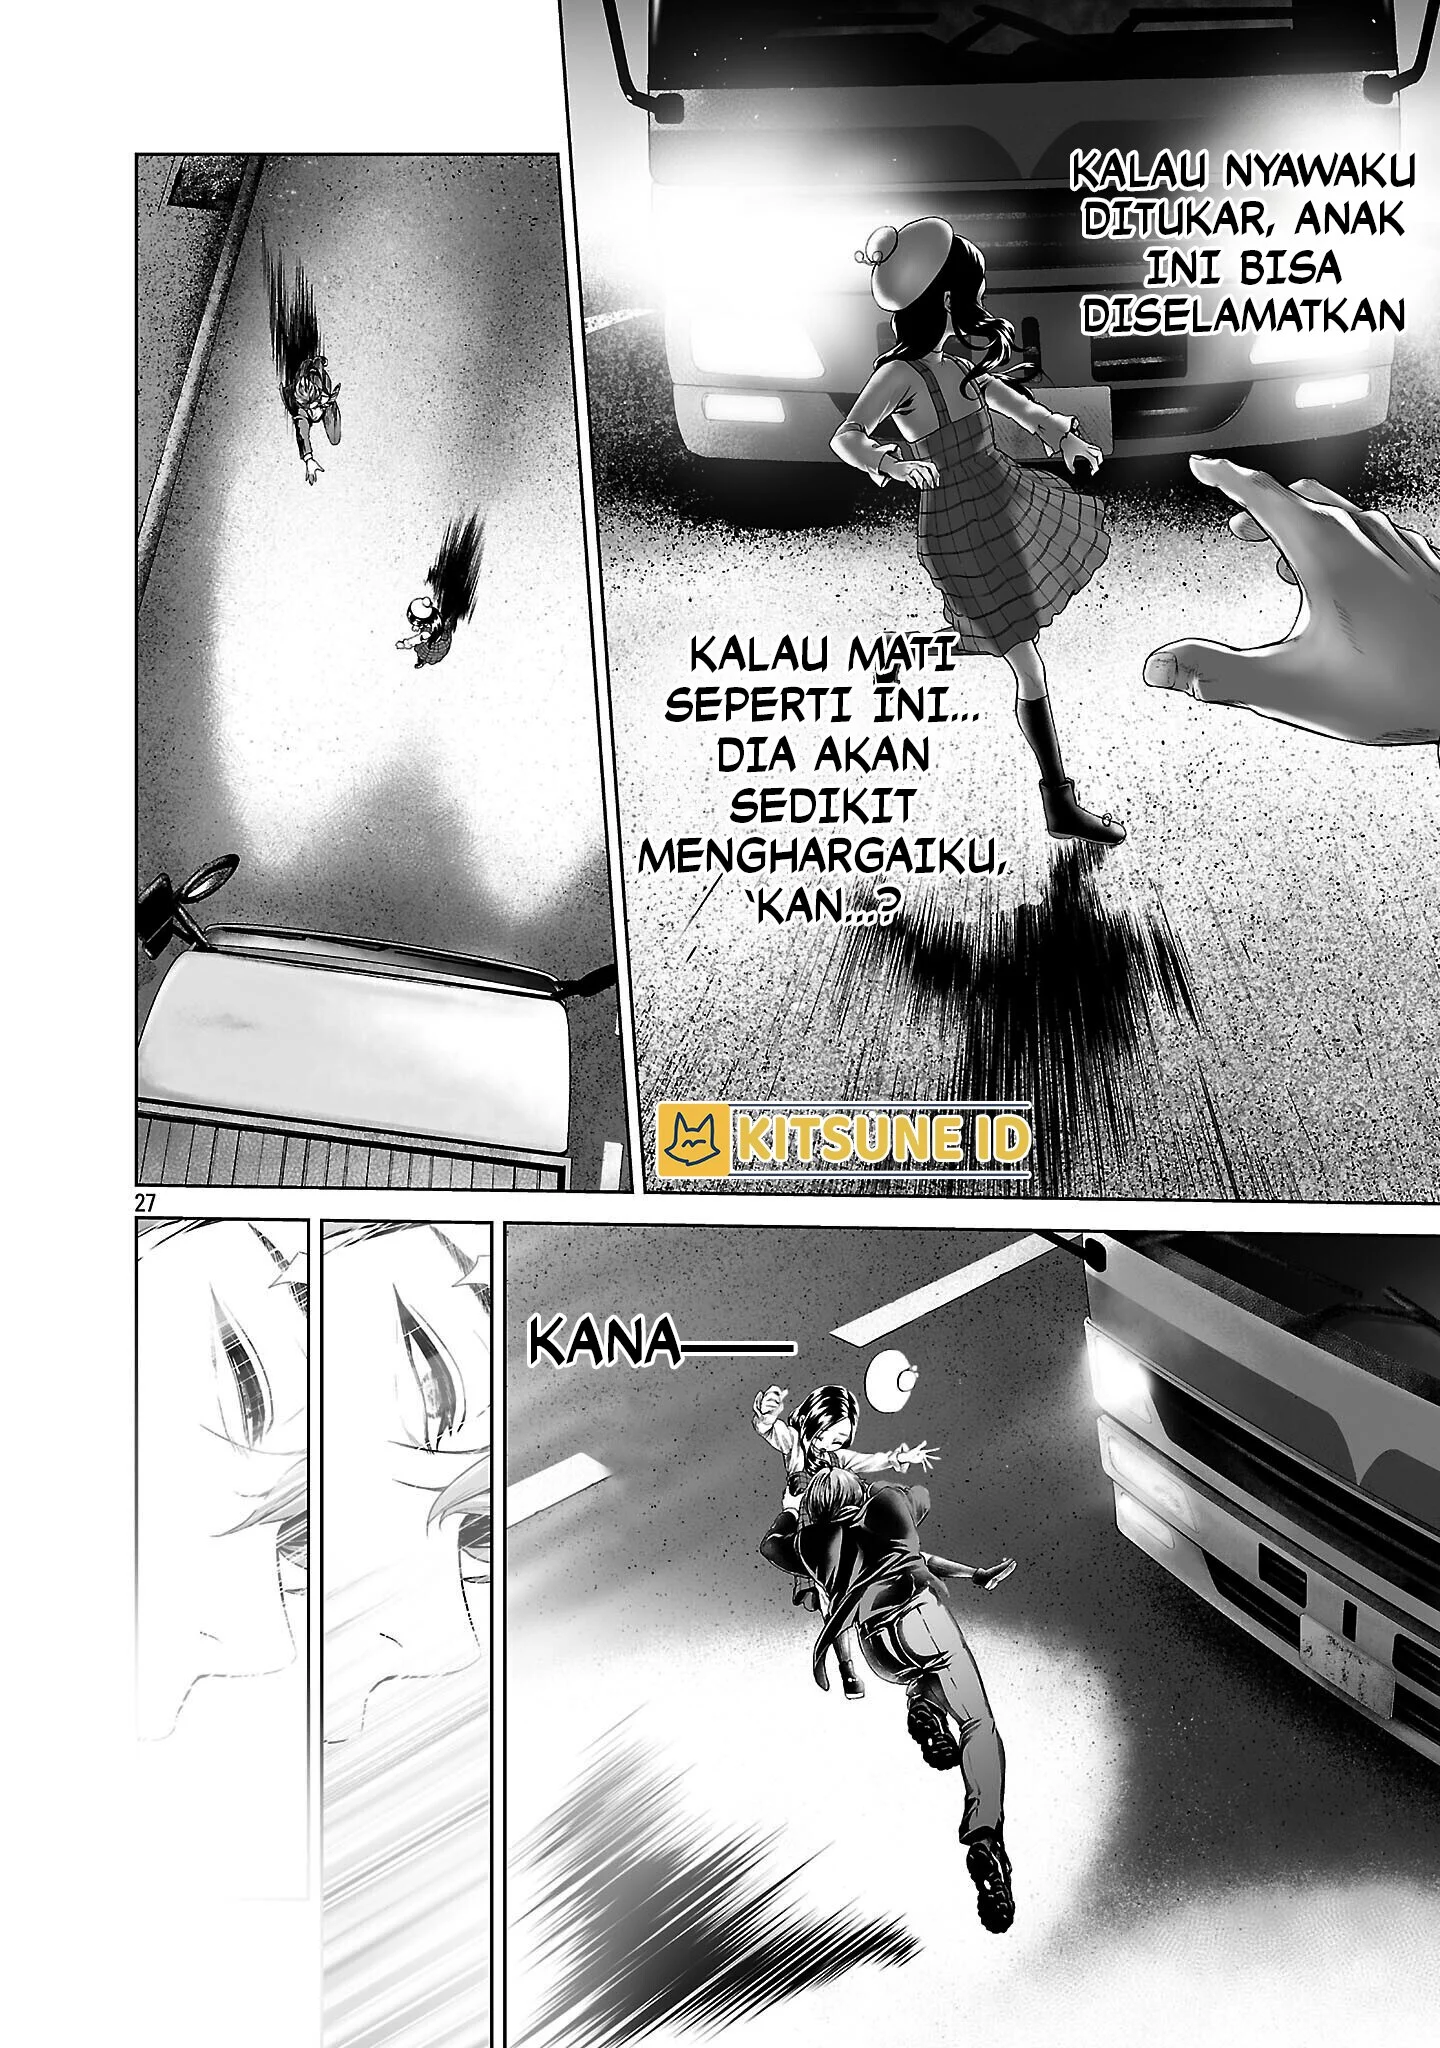 KALAU NYAWAKU
DITUKAR, ANAK
INI BISA
DISELAMATKAN
KALAU MATI
SEPERTI INI...
DIA AKAN
SEDIKIT
MENGHARGAIKU,
‘KAN...?
KITSUNE ID
27
KANA——